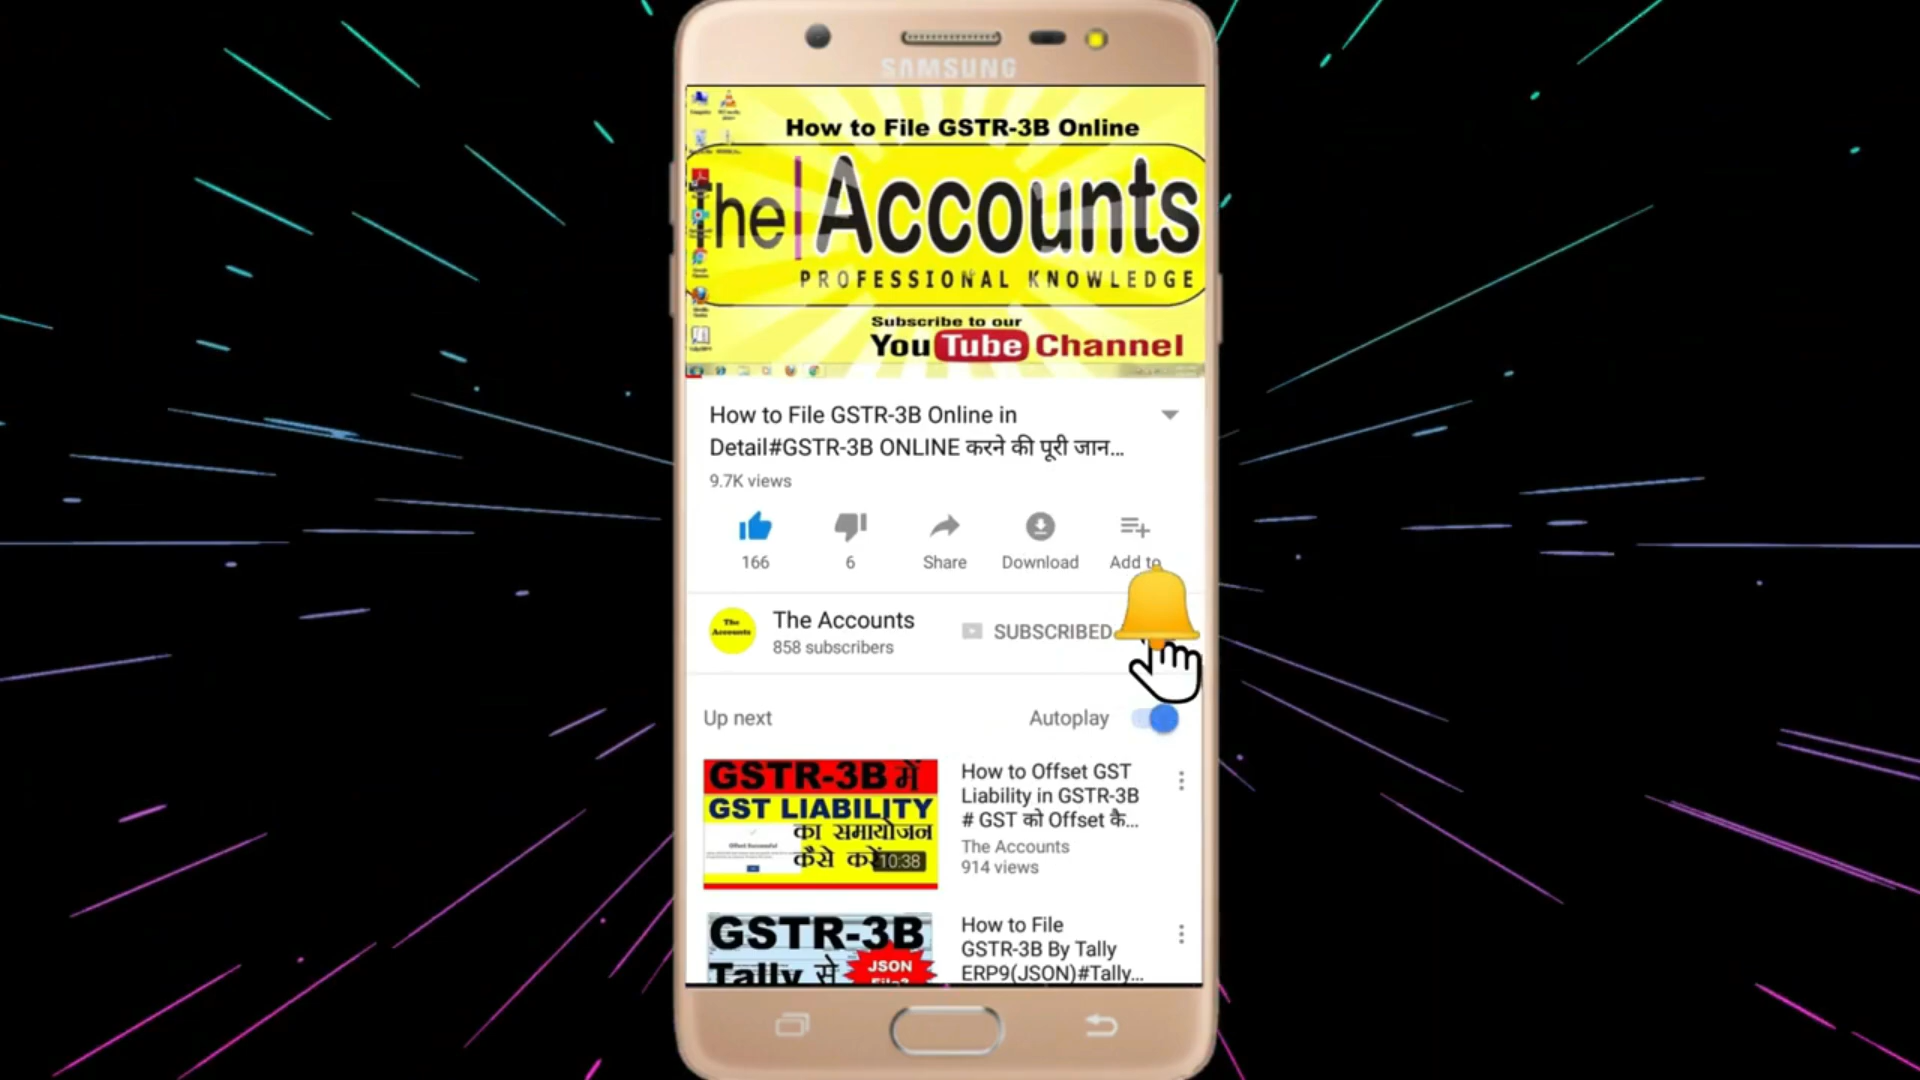 SAMSUNG
How to File GSTR-3B Online
The Accounts
PROFESSIONAL KNOWLEDGE
Subscribe to our
YouTube Channel
How to File GSTR-3B Online in
Detail#GSTR-3B ONLINE करने की पूरी जान...
9.7K views
166
6
Share
Download
Add to
The Accounts
The Accounts
858 subscribers
SUBSCRIBED
Up next
Autoplay
GSTR-3B में
GST LIABILITY
का समायोजन
कैसे करें
10:38
How to Offset GST
Liability in GSTR-3B
# GST को Offset कै...
The Accounts
914 views
GSTR-3B
Tally से
JSON
File?
How to File
GSTR-3B By Tally
ERP9(JSON)#Tally...